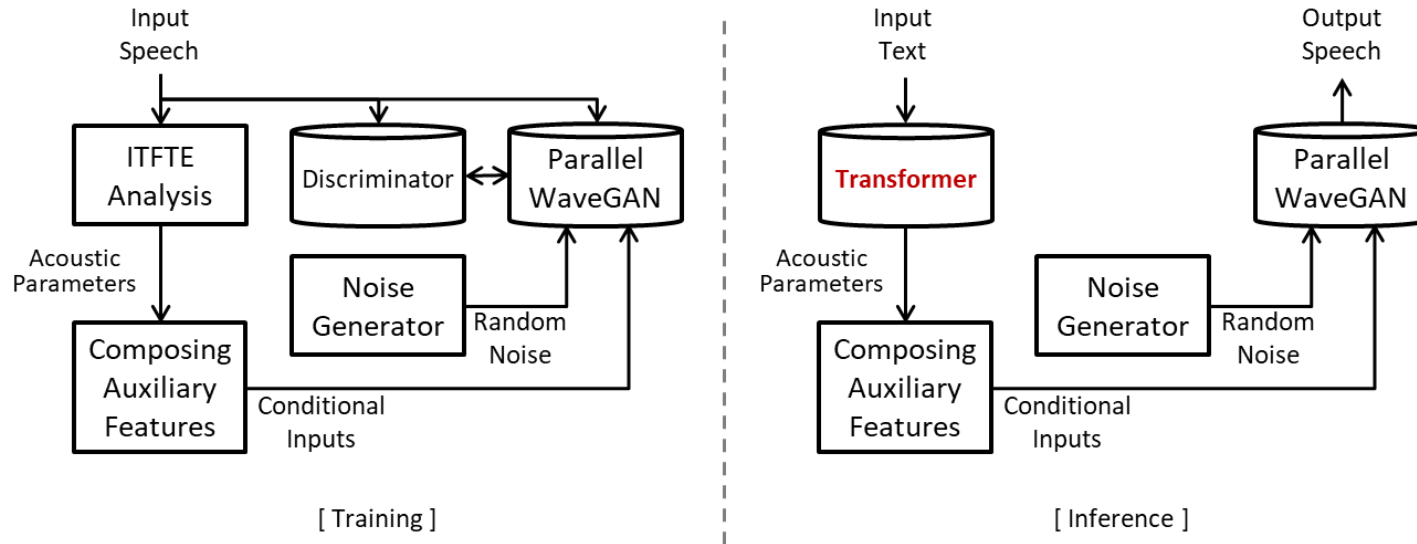 Input
Speech
ITFTE
Analysis
Discriminator
Parallel
WaveGAN
Acoustic
Parameters
Noise
Generator
Random
Noise
Composing
Auxiliary
Features
Conditional
Inputs
[ Training ]
Input
Text
Output
Speech
Transformer
Parallel
WaveGAN
Acoustic
Parameters
Noise
Generator
Random
Noise
Composing
Auxiliary
Features
Conditional
Inputs
[ Inference ]